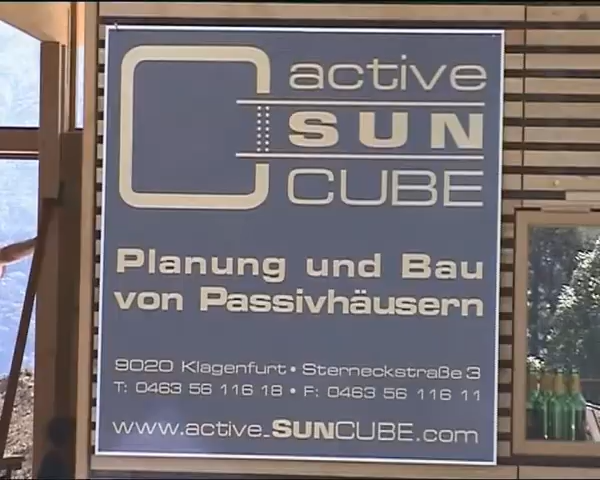 active
SUN
CUBE
Planung und Bau
von Passivhäusern
9020 Klagenfurt • Sterneckstraße 3
T: 0463 56 116 18 • F: 0463 56 116 11
www.active-SUNCUBE.com